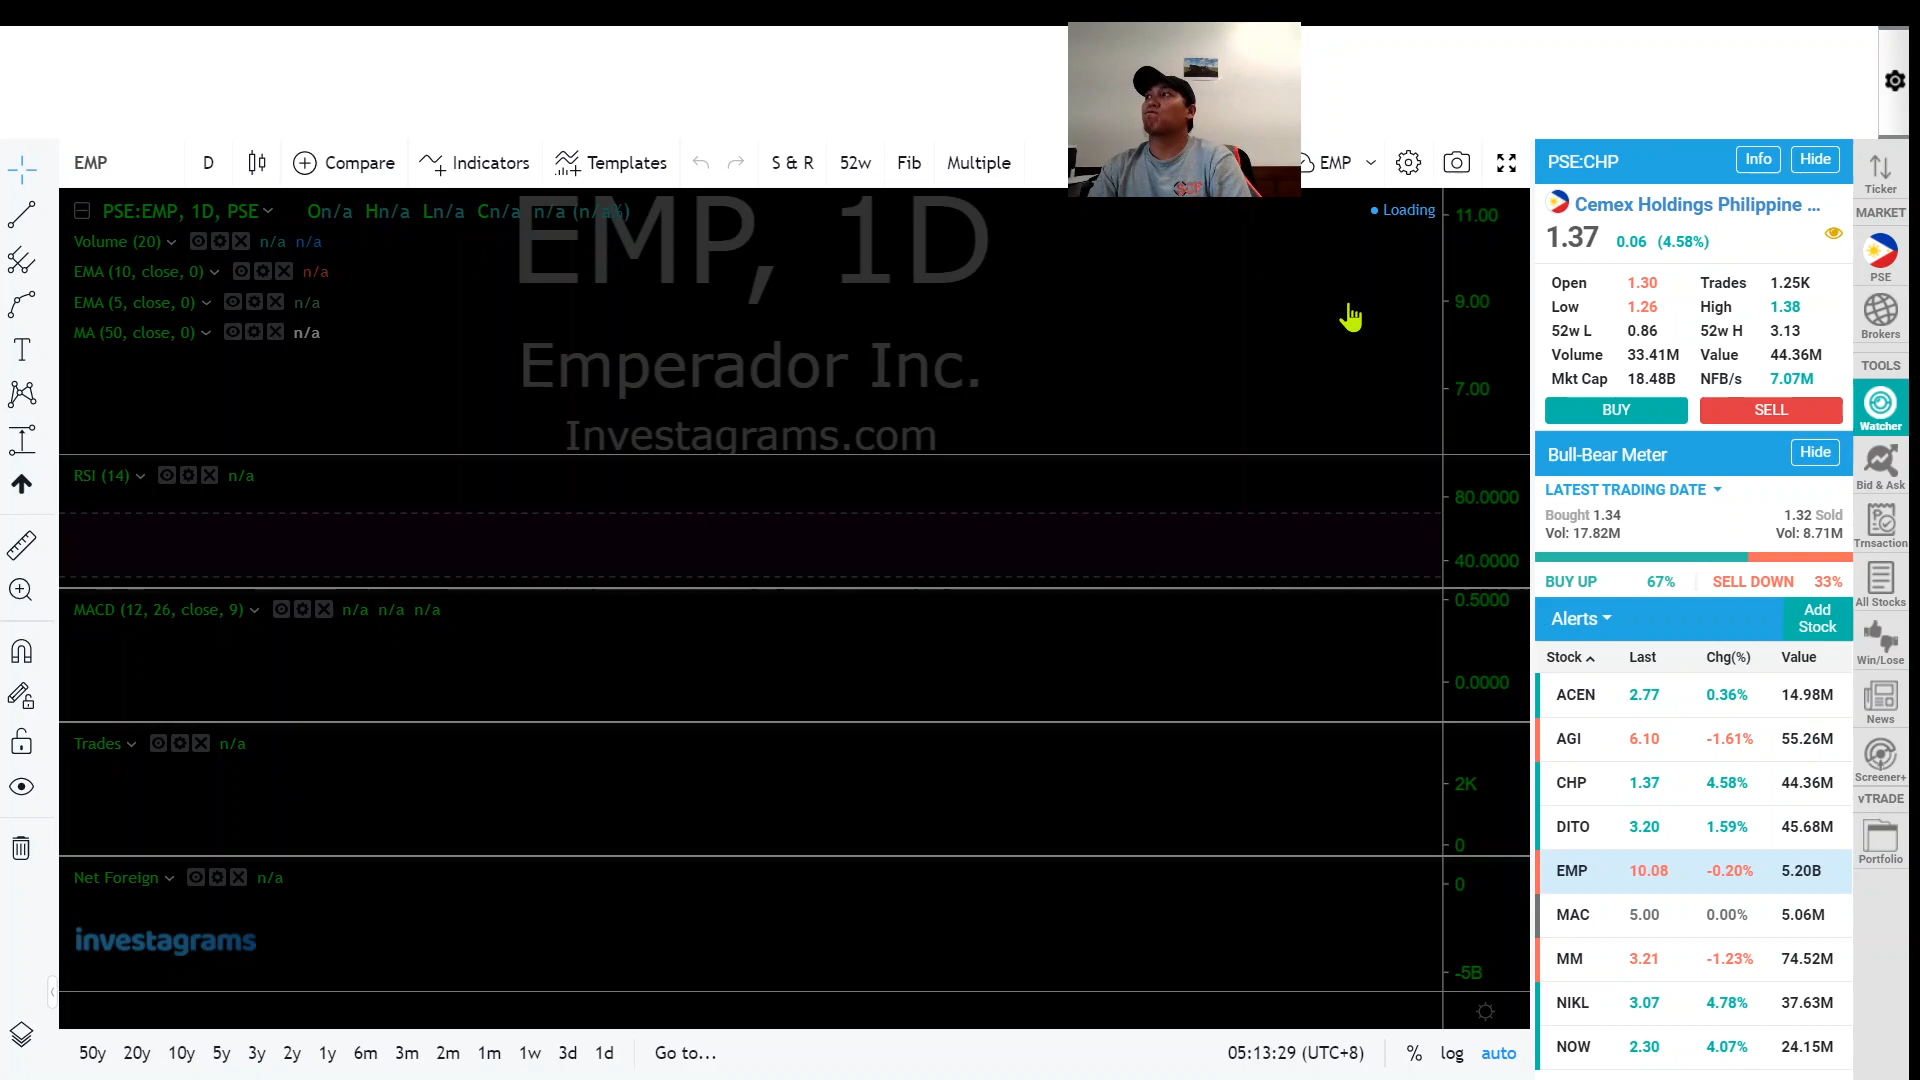 EMP
D
Compare
Indicators
Templates
S & R
52w
Fib
Multiple
EMP
PSE:EMP, 1D, PSE
On/a Hn/a Ln/a Cn/a n/a (n/a%)
Loading
Volume (20) n/a n/a
EMA (10, close, 0) n/a
EMA (5, close, 0) n/a
MA (50, close, 0) n/a
EMP, 1D
Emperador Inc.
Investagrams.com
11.00
9.00
7.00
RSI (14) n/a
80.0000
40.0000
MACD (12, 26, close, 9) n/a n/a n/a
0.5000
0.0000
Trades n/a
2K
0
Net Foreign n/a
0
-5B
investagrams
50y 20y 10y 5y 3y 2y 1y 6m 3m 2m 1m 1w 3d 1d Go to...
05:13:29 (UTC+8) % log auto
PSE:CHP Info Hide
Cemex Holdings Philippine ...
1.37 0.06 (4.58%)
Open 1.30 Trades 1.25K
Low 1.26 High 1.38
52w L 0.86 52w H 3.13
Volume 33.41M Value 44.36M
Mkt Cap 18.48B NFB/s 7.07M
BUY SELL
Bull-Bear Meter Hide
LATEST TRADING DATE
Bought 1.34 1.32 Sold
Vol: 17.82M Vol: 8.71M
BUY UP 67% SELL DOWN 33%
Alerts Add Stock
Stock Last Chg(%) Value
ACEN 2.77 0.36% 14.98M
AGI 6.10 -1.61% 55.26M
CHP 1.37 4.58% 44.36M
DITO 3.20 1.59% 45.68M
EMP 10.08 -0.20% 5.20B
MAC 5.00 0.00% 5.06M
MM 3.21 -1.23% 74.52M
NIKL 3.07 4.78% 37.63M
NOW 2.30 4.07% 24.15M
Ticker
MARKET
PSE
Brokers
TOOLS
Watcher
Bid & Ask
Trnsaction
All Stocks
Win/Lose
News
Screener+
vTRADE
Portfolio